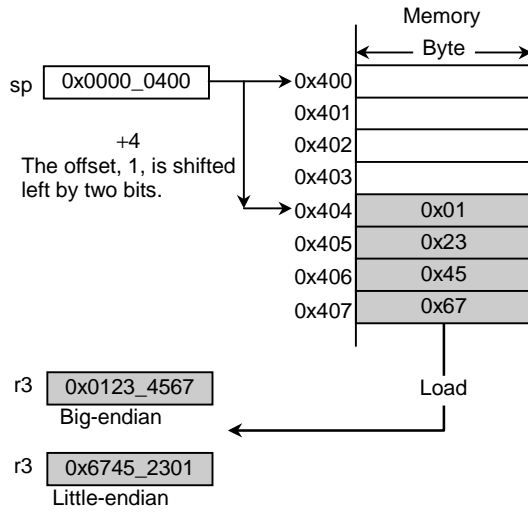 Memory
Byte
sp 0x0000_0400
0x400
0x401
+4
0x402
The offset, 1, is shifted
left by two bits.
0x403
0x404 0x01
0x405 0x23
0x406 0x45
0x407 0x67
r3 0x0123_4567
Load
Big-endian
r3 0x6745_2301
Little-endian